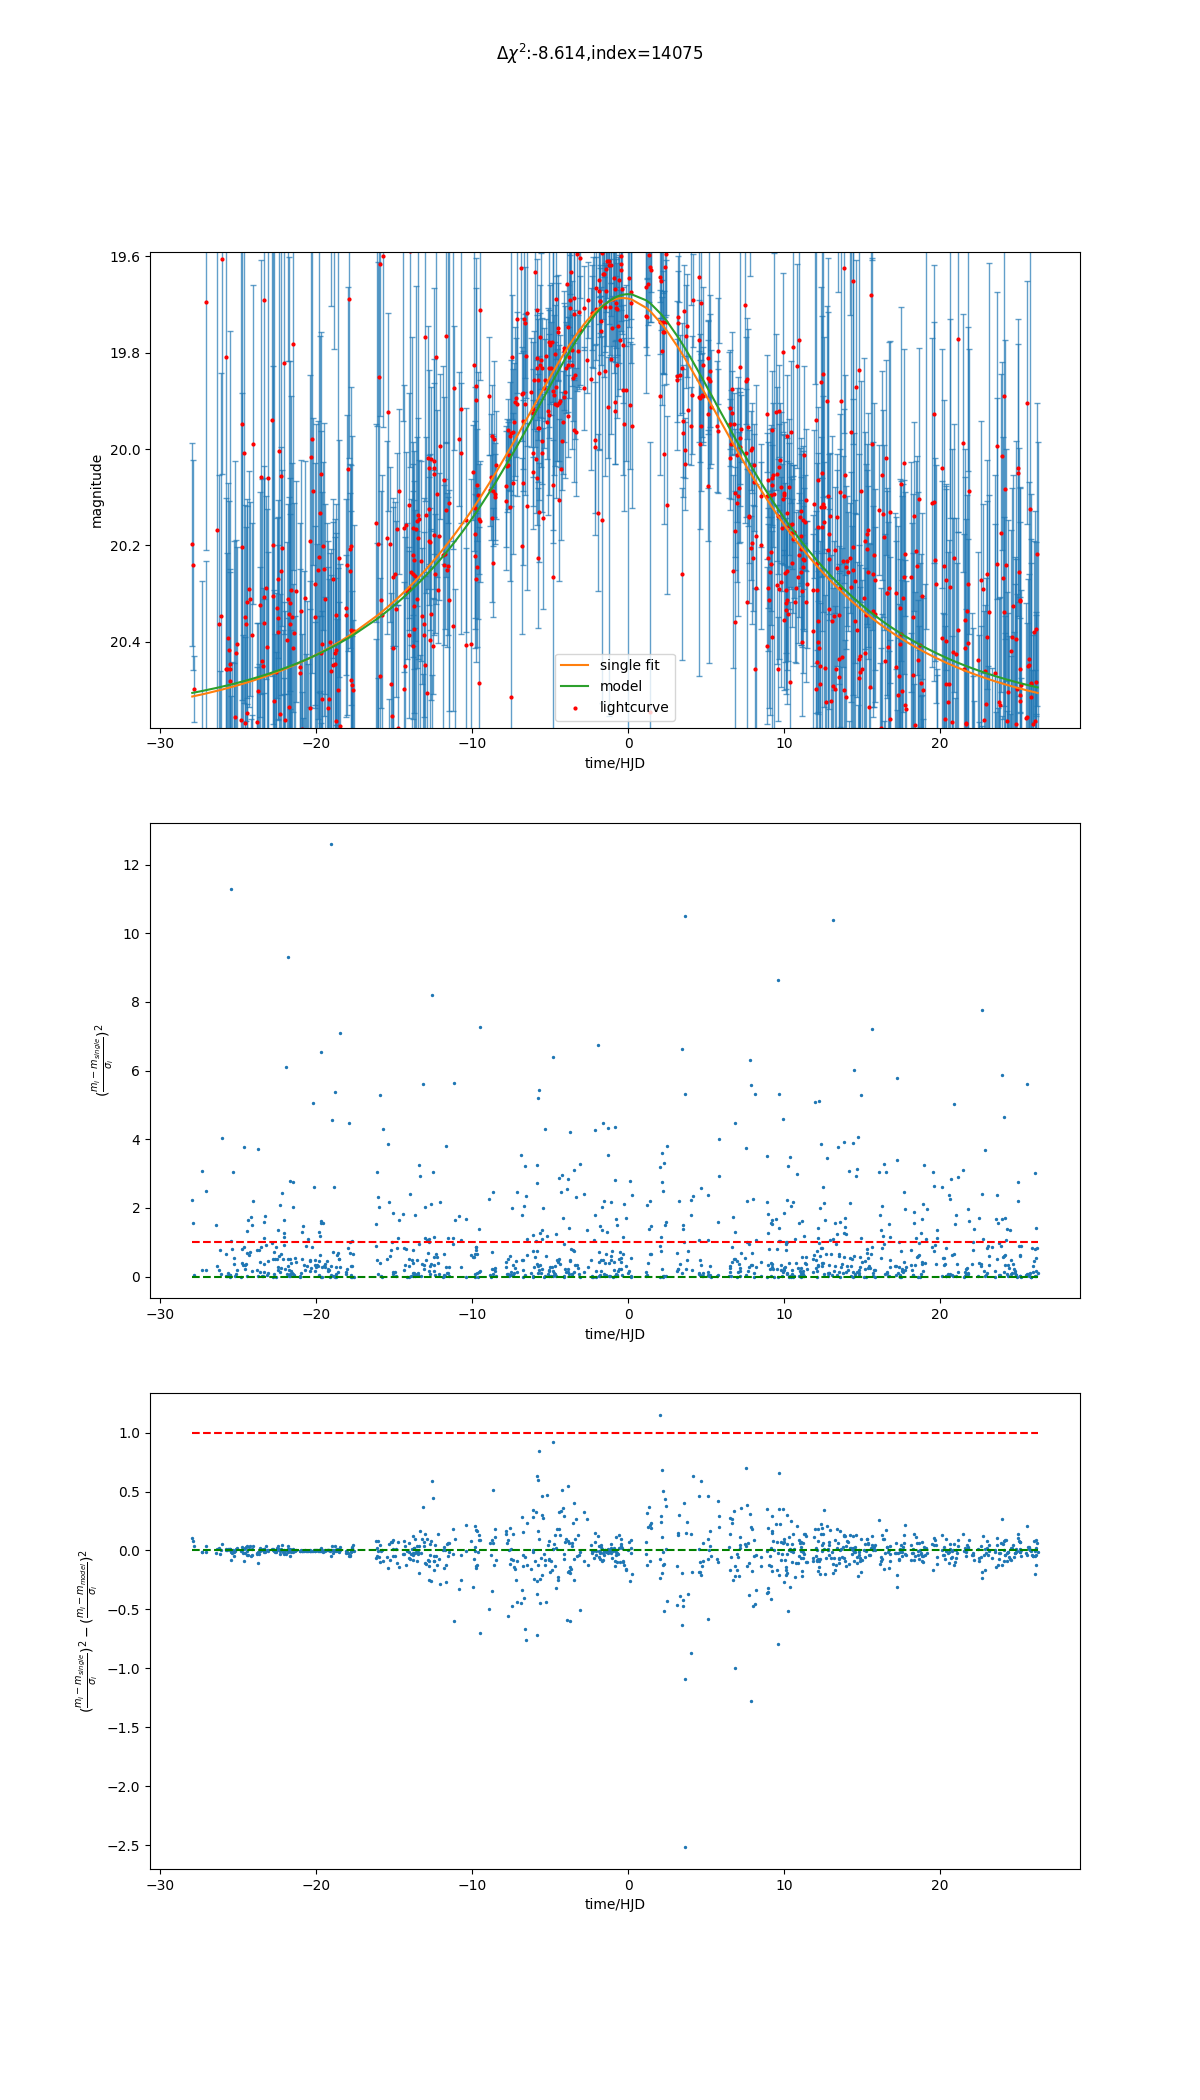 Δχ²:-8.614,index=14075
19.6
19.8
20.0
20.2
20.4
magnitude
single fit
model
lightcurve
−30 −20 −10 0 10 20
time/HJD
12
10
8
6
4
2
0
(m_i − m_single / σ_i)²
−30 −20 −10 0 10 20
time/HJD
1.0
0.5
0.0
−0.5
−1.0
−1.5
−2.0
−2.5
(m_i − m_single / σ_i)² − (m_i − m_model / σ_i)²
−30 −20 −10 0 10 20
time/HJD